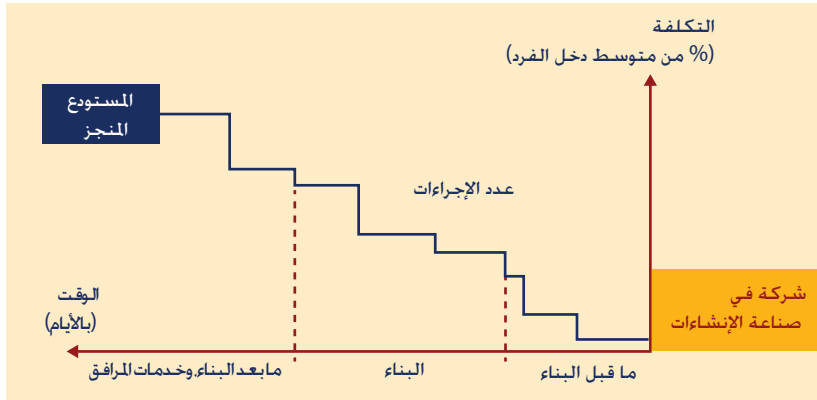 التكلفة
(% من متوسط دخل الفرد)
المستودع
المنجز
عدد الإجراءات
شركة في
صناعة الإنشاءات
الوقت
(بالأيام)
ما قبل البناء
البناء
مابعد البناء، وخدمات المرافق